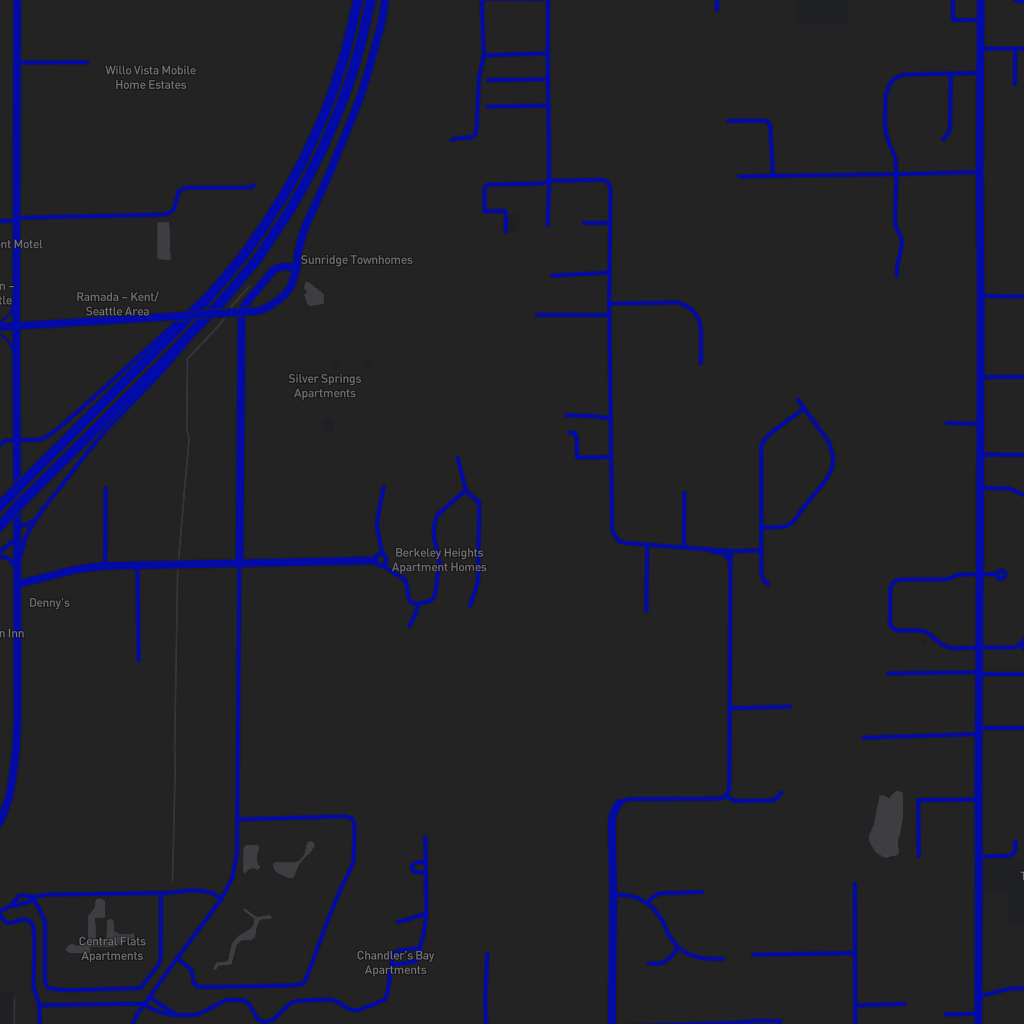 Willo Vista Mobile
Home Estates
nt Motel
Sunridge Townhomes
n –
tle
Ramada – Kent/
Seattle Area
Silver Springs
Apartments
Berkeley Heights
Apartment Homes
Denny's
n Inn
Central Flats
Apartments
Chandler's Bay
Apartments